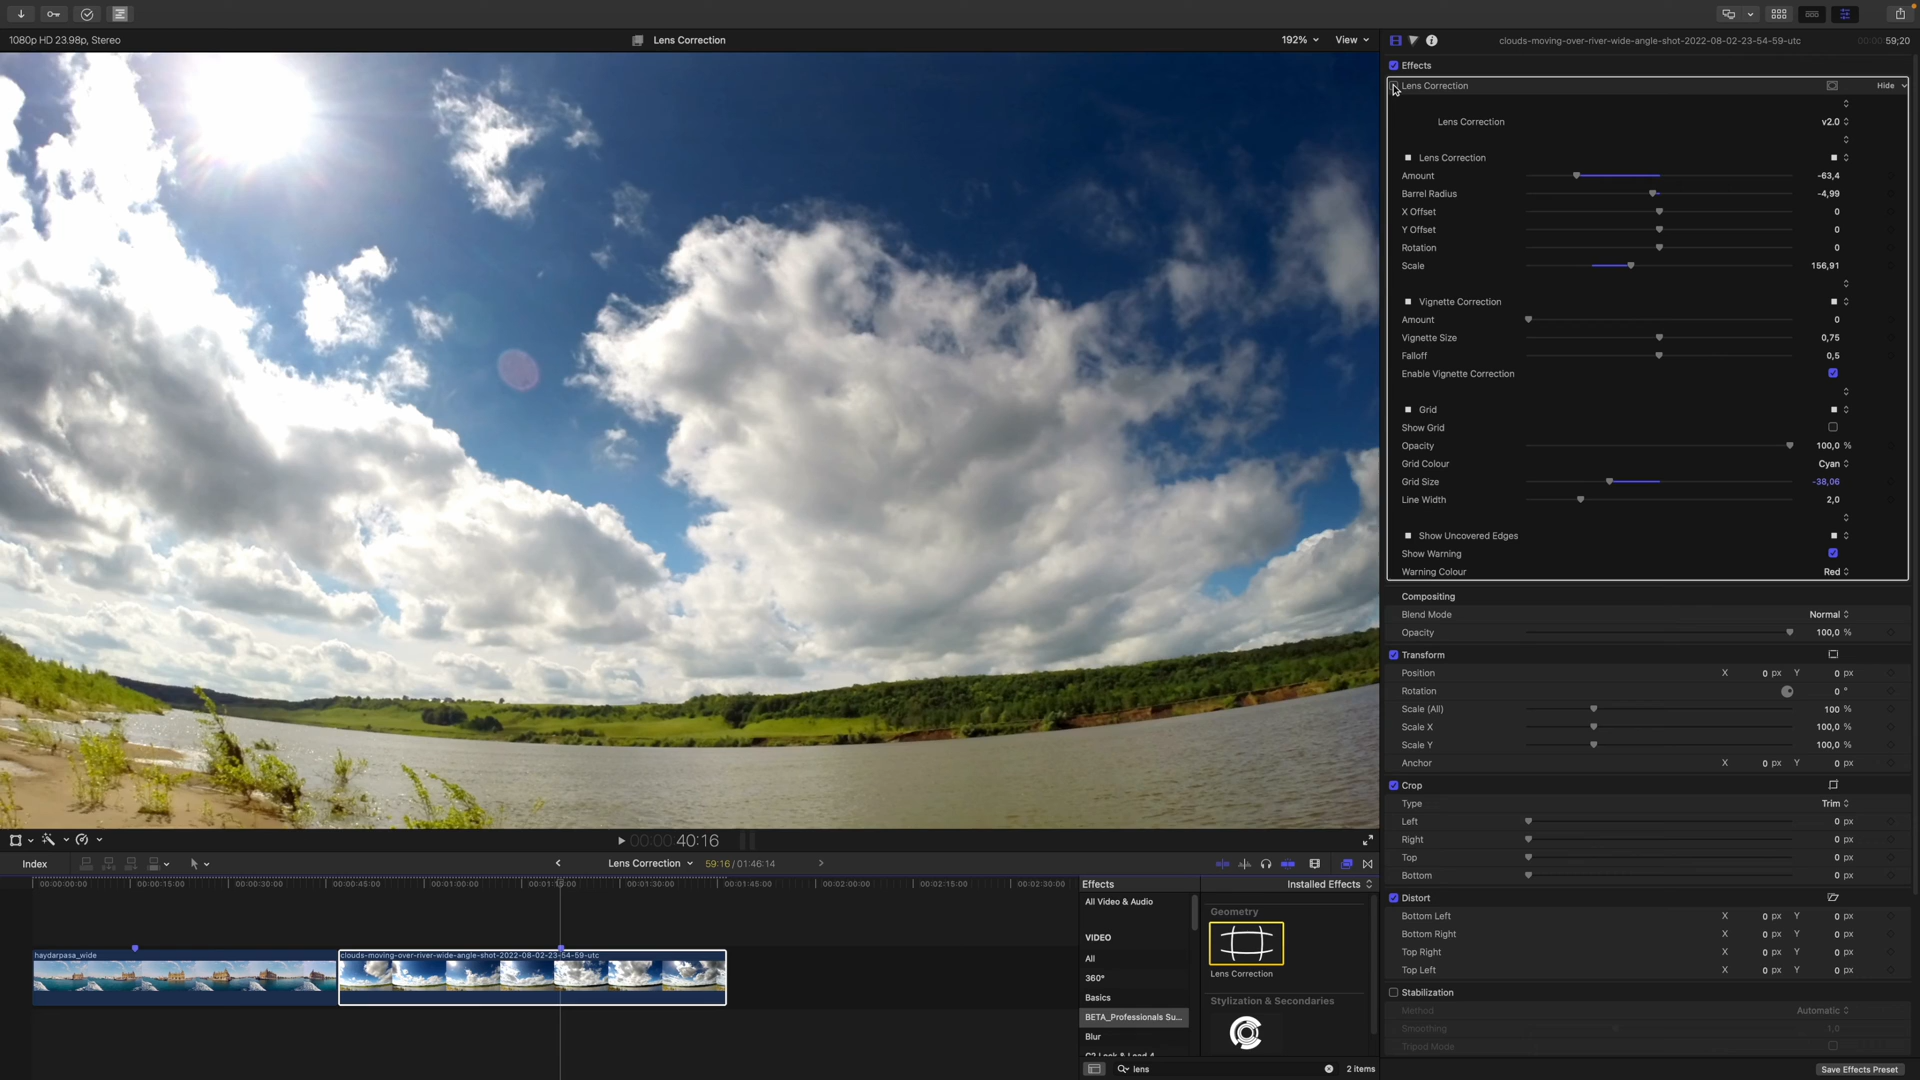 1080p HD 23.98p, Stereo
Lens Correction
192%
View
clouds-moving-over-river-wide-angle-shot-2022-08-02-23-54-59-utc
00:00:59;20
Effects
Lens Correction
Hide
Lens Correction
v2.0
Lens Correction
Amount
-63,4
Barrel Radius
-4,99
X Offset
0
Y Offset
0
Rotation
0
Scale
156,91
Vignette Correction
Amount
0
Vignette Size
0,75
Falloff
0,5
Enable Vignette Correction
Grid
Show Grid
Opacity
100,0 %
Grid Colour
Cyan
Grid Size
-38,06
Line Width
2,0
Show Uncovered Edges
Show Warning
Warning Colour
Red
Compositing
Blend Mode
Normal
Opacity
100,0 %
Transform
Position
X 0 px Y 0 px
Rotation
0 °
Scale (All)
100 %
Scale X
100,0 %
Scale Y
100,0 %
Anchor
X 0 px Y 0 px
Crop
Type
Trim
Left
0 px
Right
0 px
Top
0 px
Bottom
0 px
Distort
Bottom Left
X 0 px Y 0 px
Bottom Right
X 0 px Y 0 px
Top Right
X 0 px Y 0 px
Top Left
X 0 px Y 0 px
Stabilization
Method
Automatic
Smoothing
1,0
Tripod Mode
Save Effects Preset
00:00:40:16
Index
Lens Correction
59:16 / 01:46:14
00:00:00:00
00:00:15:00
00:00:30:00
00:00:45:00
00:01:00:00
00:01:30:00
00:01:45:00
00:02:00:00
00:02:15:00
00:02:30:00
haydarpasa_wide
clouds-moving-over-river-wide-angle-shot-2022-08-02-23-54-59-utc
Effects
Installed Effects
All Video & Audio
VIDEO
All
360°
Basics
BETA_Professionals Su...
Blur
Geometry
Lens Correction
Stylization & Secondaries
lens
2 items